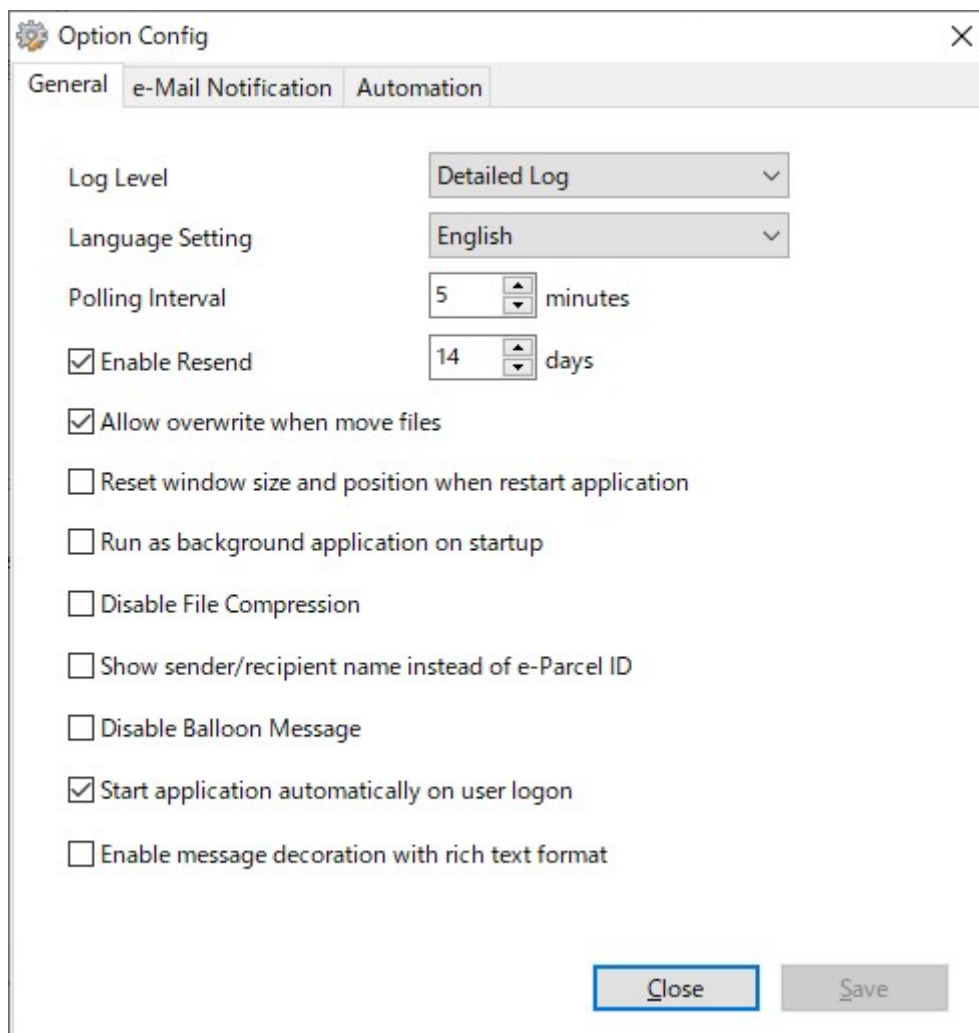 Option Config
General e-Mail Notification Automation
Log Level Detailed Log
Language Setting English
Polling Interval 5 minutes
Enable Resend 14 days
Allow overwrite when move files
Reset window size and position when restart application
Run as background application on startup
Disable File Compression
Show sender/recipient name instead of e-Parcel ID
Disable Balloon Message
Start application automatically on user logon
Enable message decoration with rich text format
Close Save